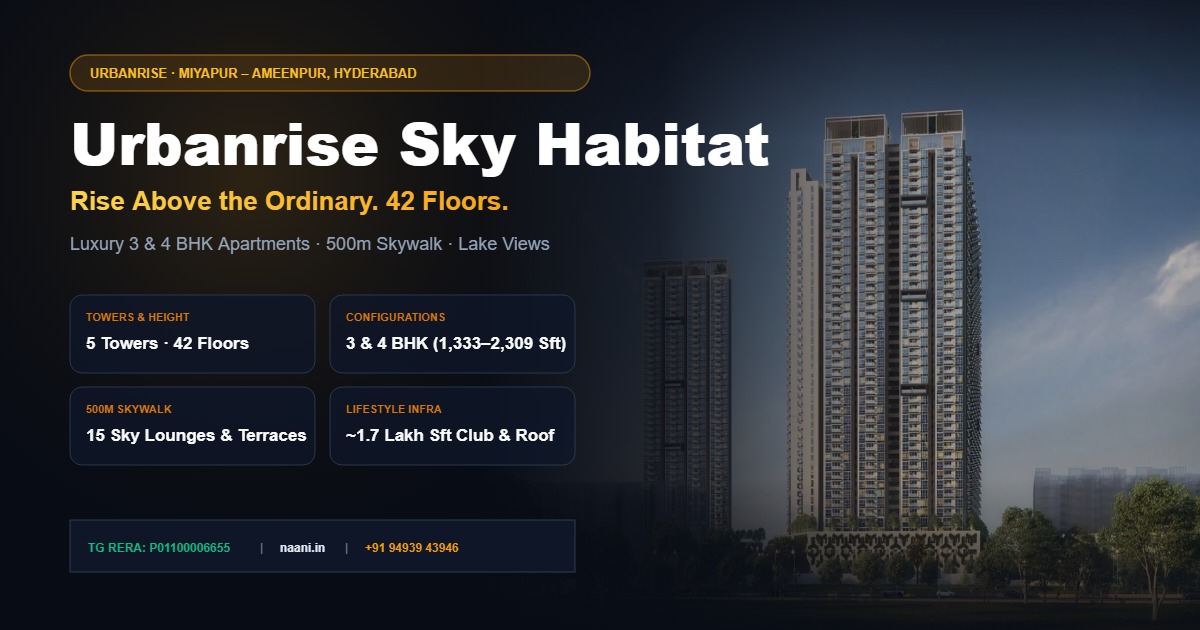 URBANRISE · MIYAPUR – AMEENPUR, HYDERABAD
Urbanrise Sky Habitat
Rise Above the Ordinary. 42 Floors.
Luxury 3 & 4 BHK Apartments · 500m Skywalk · Lake Views
TOWERS & HEIGHT
5 Towers · 42 Floors
CONFIGURATIONS
3 & 4 BHK (1,333–2,309 Sft)
500M SKYWALK
15 Sky Lounges & Terraces
LIFESTYLE INFRA
~1.7 Lakh Sft Club & Roof
TG RERA: P01100006655 | naani.in | +91 94939 43946